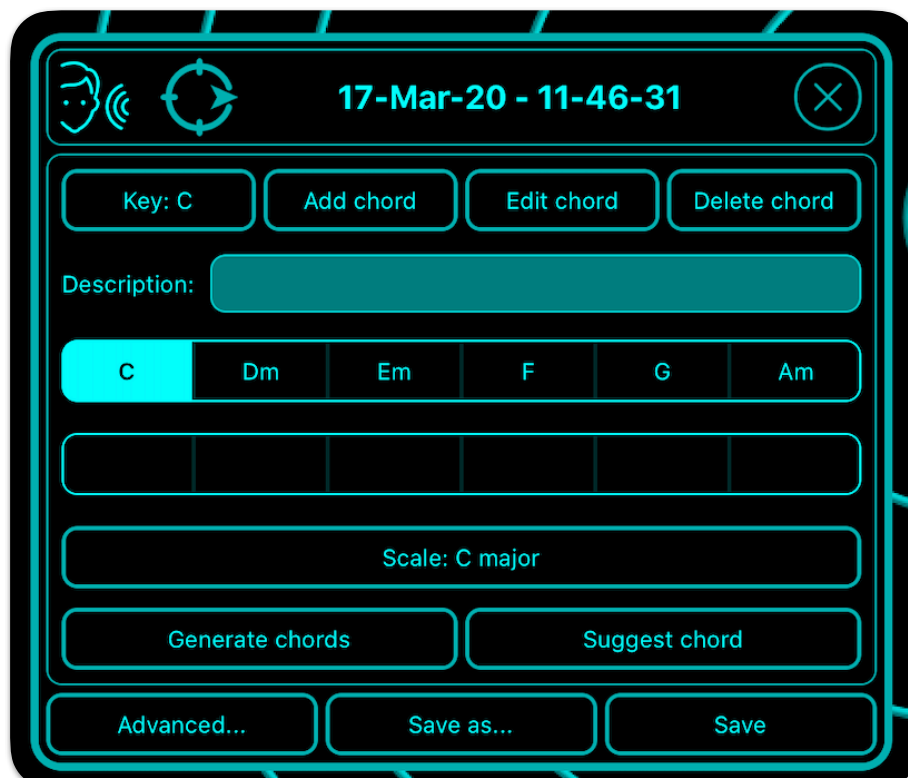 17-Mar-20 - 11-46-31
Key: C Add chord Edit chord Delete chord
Description:
C Dm Em F G Am
Scale: C major
Generate chords Suggest chord
Advanced... Save as... Save